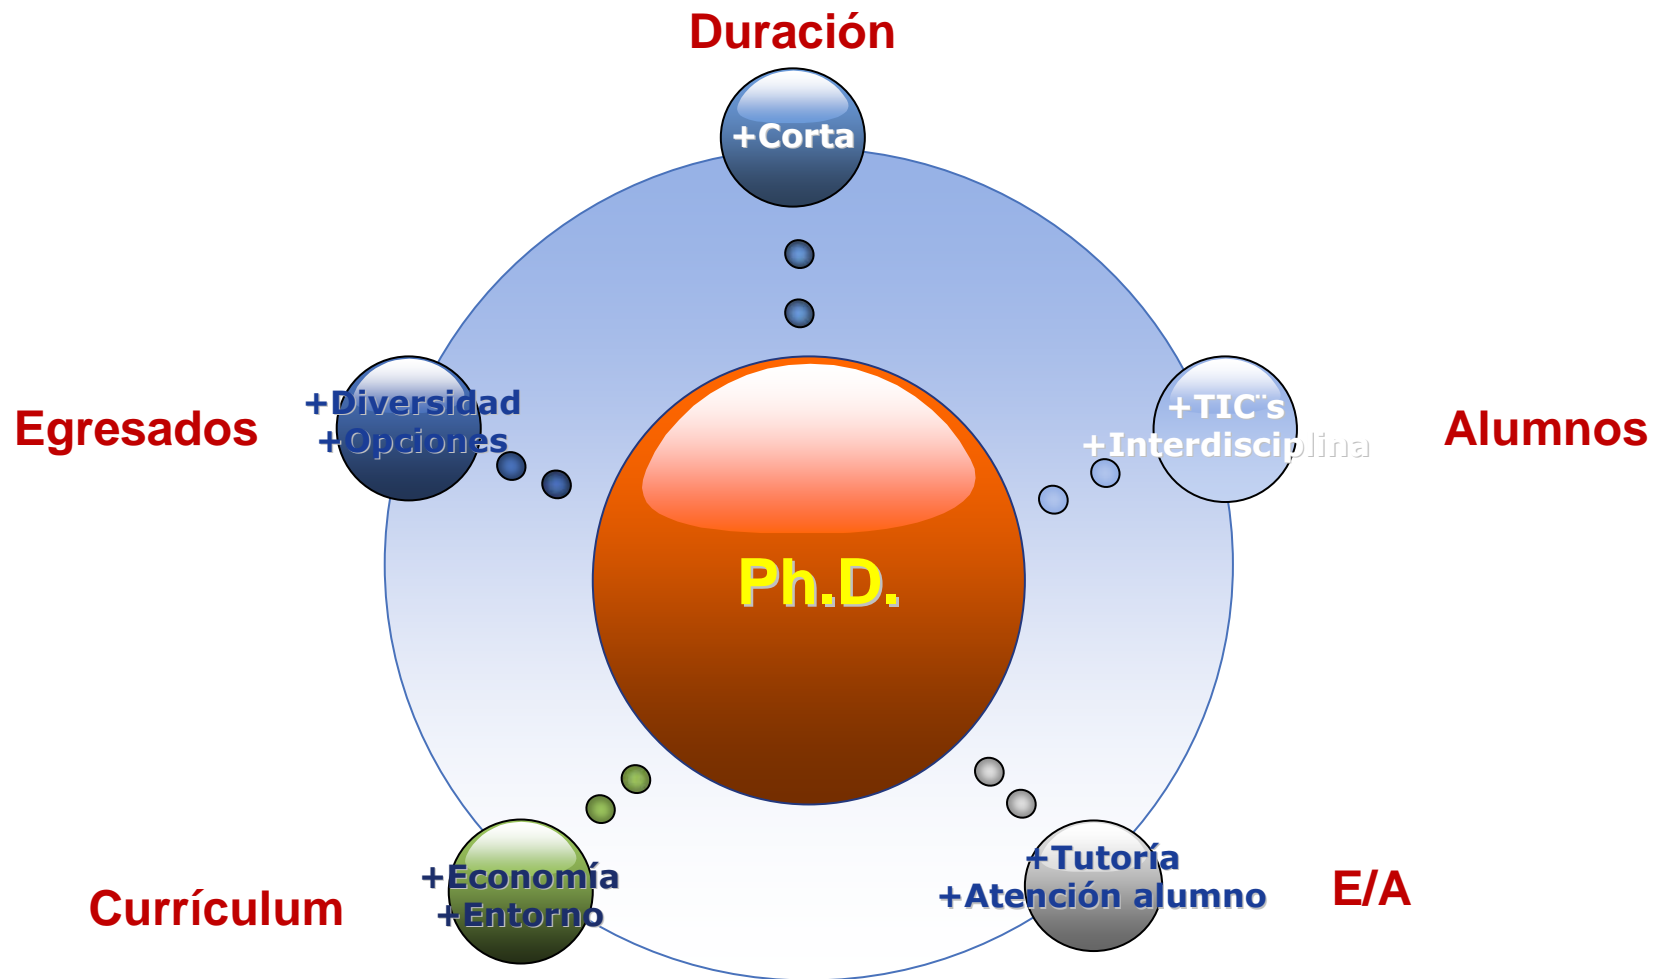 Duración
+Corta
Egresados
+Diversidad
+Opciones
+TIC¨s
+Interdisciplina
Alumnos
Ph.D.
Currículum
+Economía
+Entorno
+Tutoría
+Atención alumno
E/A